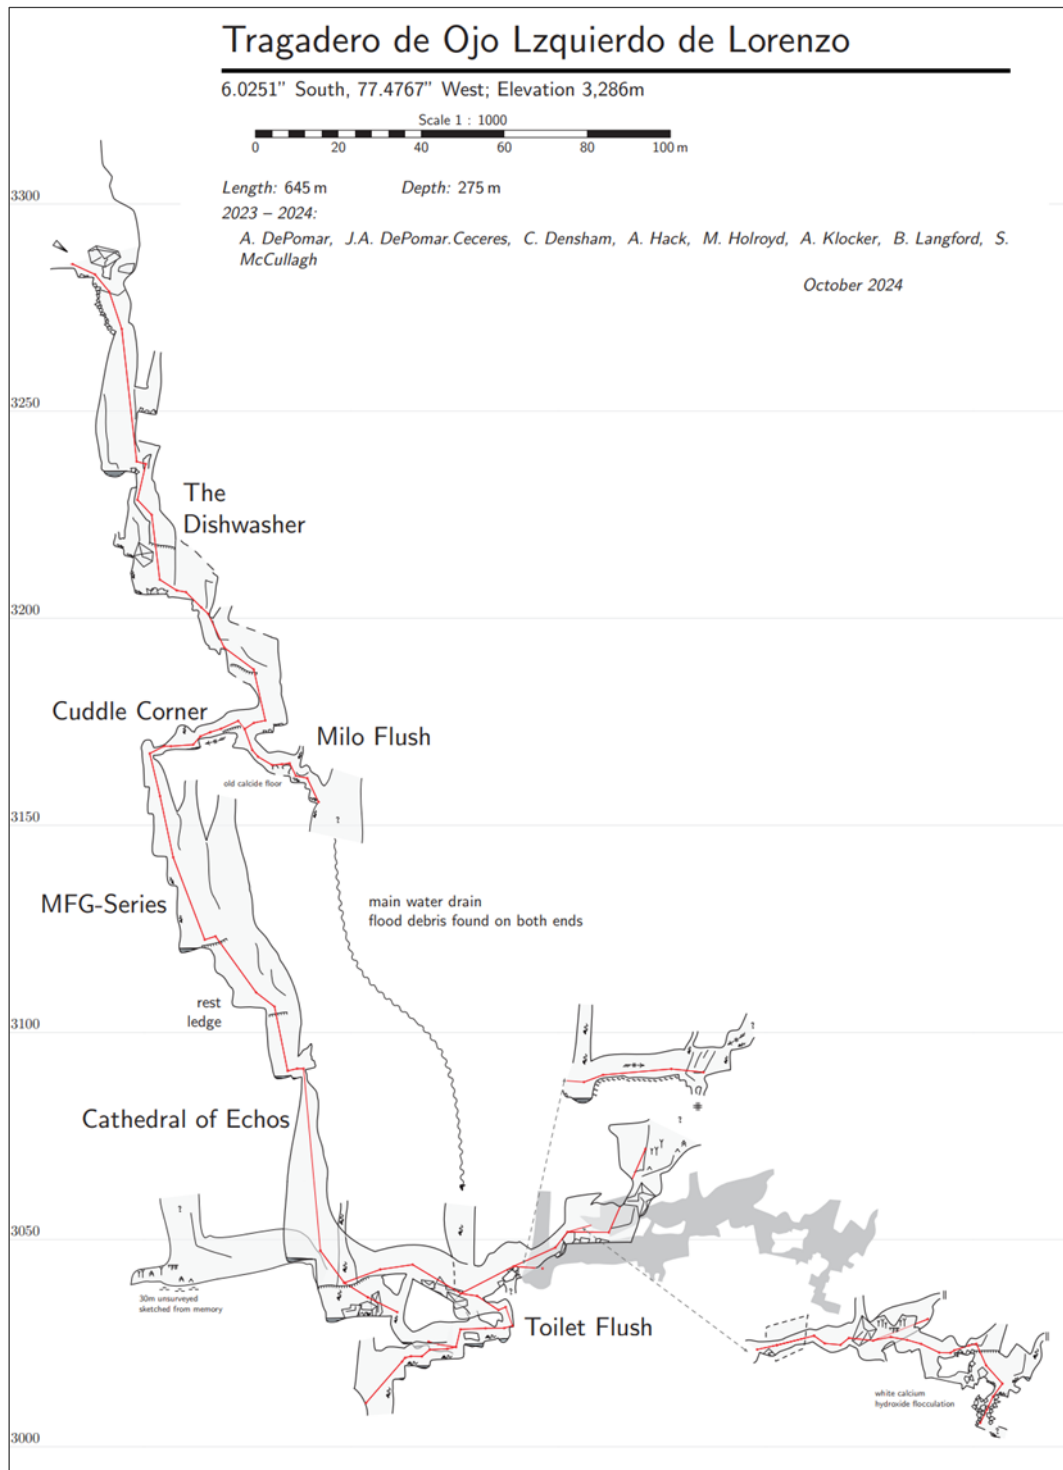 Tragadero de Ojo Lzquierdo de Lorenzo
6.0251" South, 77.4767" West; Elevation 3,286m
Scale 1 : 1000
0 20 40 60 80 100 m
Length: 645 m Depth: 275 m
2023 – 2024:
A. DePomar, J.A. DePomar.Ceceres, C. Densham, A. Hack, M. Holroyd, A. Klocker, B. Langford, S.
McCullagh
October 2024
3300
3250
The
Dishwasher
3200
Cuddle Corner
Milo Flush
old calcide floor
?
3150
MFG-Series
main water drain
flood debris found on both ends
rest
ledge
3100
?
Cathedral of Echos
?
?
3050
30m unsurveyed
sketched from memory
Toilet Flush
white calcium
hydroxide flocculation
3000